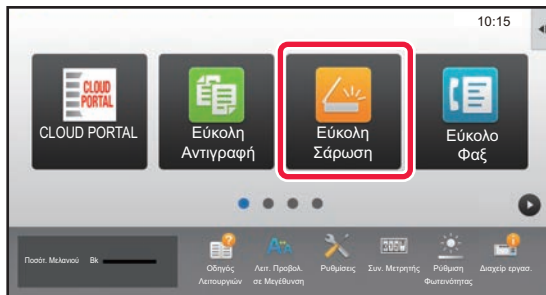 10:15
CLOUD
PORTAL
CLOUD PORTAL
Εύκολη
Αντιγραφή
Εύκολη
Σάρωση
Εύκολο
Φαξ
Ποσότ. Μελανιού Bk
Οδηγός
Λειτουργιών
Λειτ. Προβολ.
σε Μεγέθυνση
Ρυθμίσεις
Συν. Μετρητής
Ρύθμιση
Φωτεινότητας
Διαχείρ εργασ.